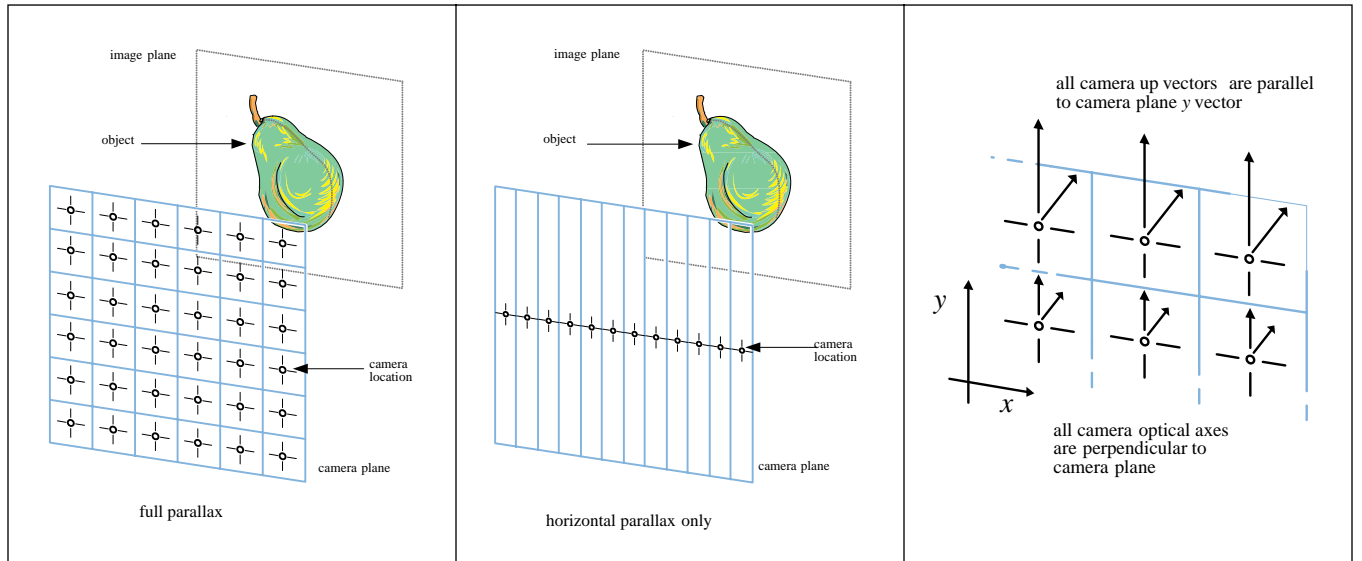 image plane
object
camera
location
camera plane
full parallax
image plane
object
camera
location
camera plane
horizontal parallax only
all camera up vectors are parallel
to camera plane y vector
y
x
all camera optical axes
are perpendicular to
camera plane